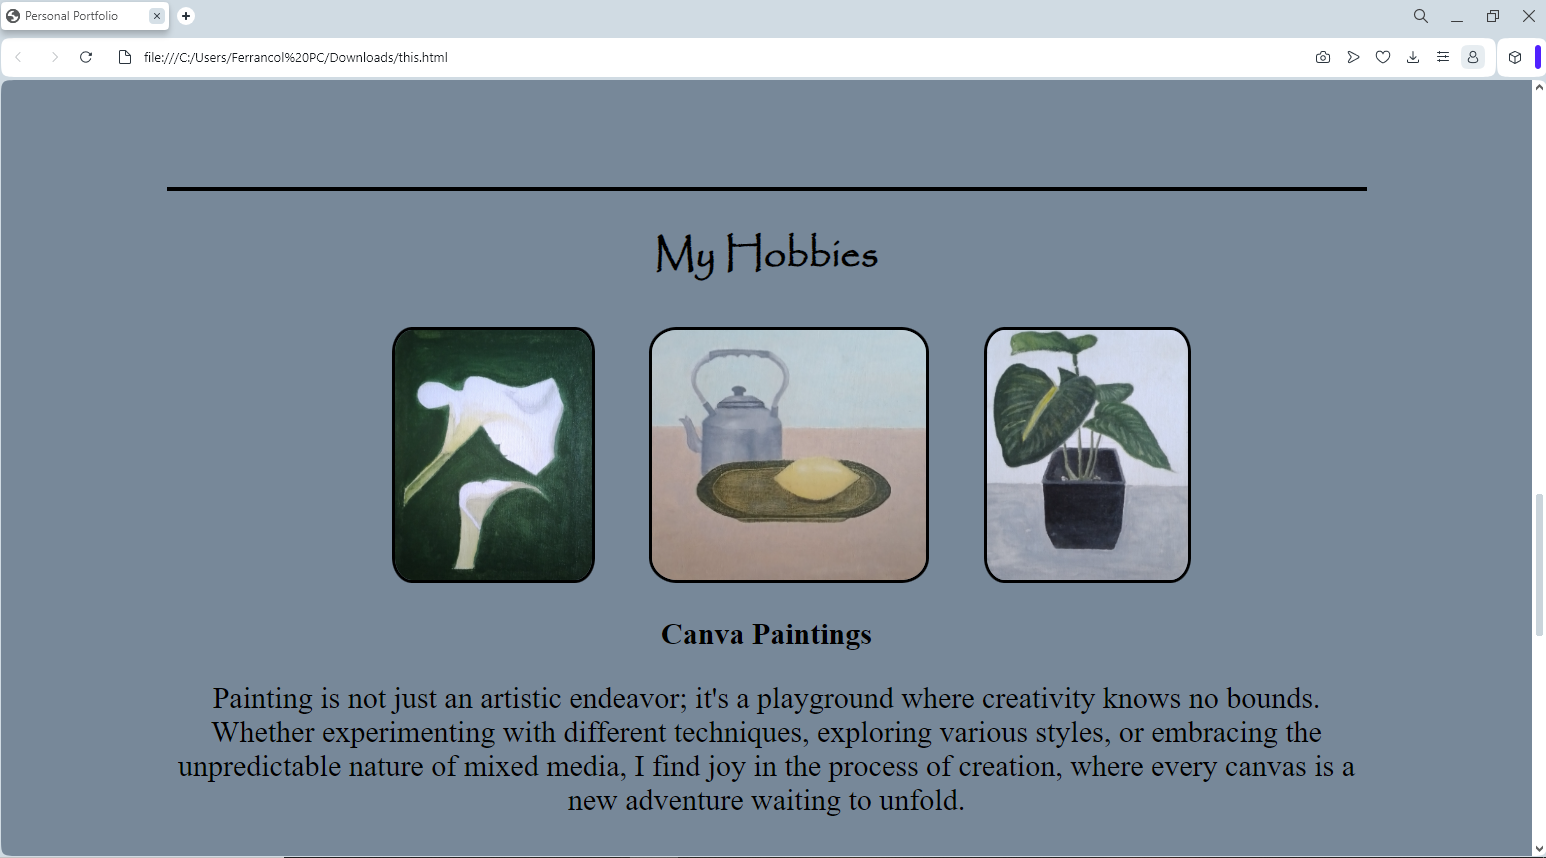 Personal Portfolio
file:///C:/Users/Ferrancol%20PC/Downloads/this.html
My Hobbies
Canva Paintings
Painting is not just an artistic endeavor; it's a playground where creativity knows no bounds.
Whether experimenting with different techniques, exploring various styles, or embracing the
unpredictable nature of mixed media, I find joy in the process of creation, where every canvas is a
new adventure waiting to unfold.